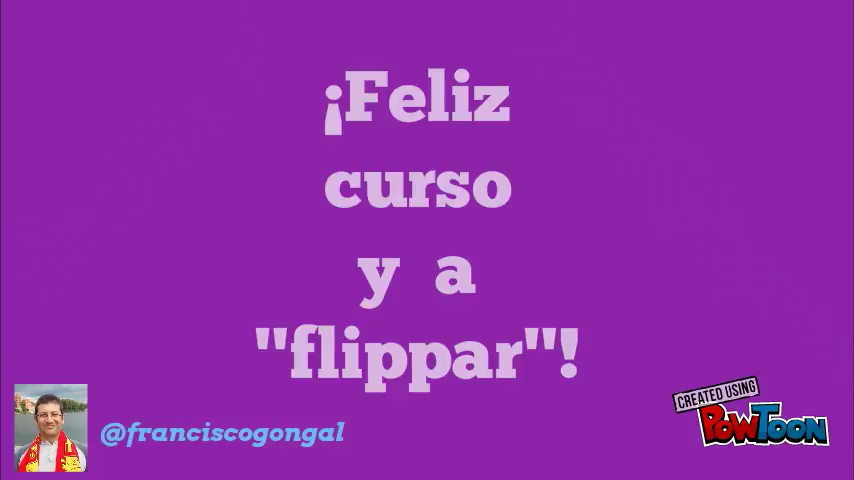 ¡Feliz
curso
y a
"flippar"!
@franciscogongal
CREATED USING
PowToon